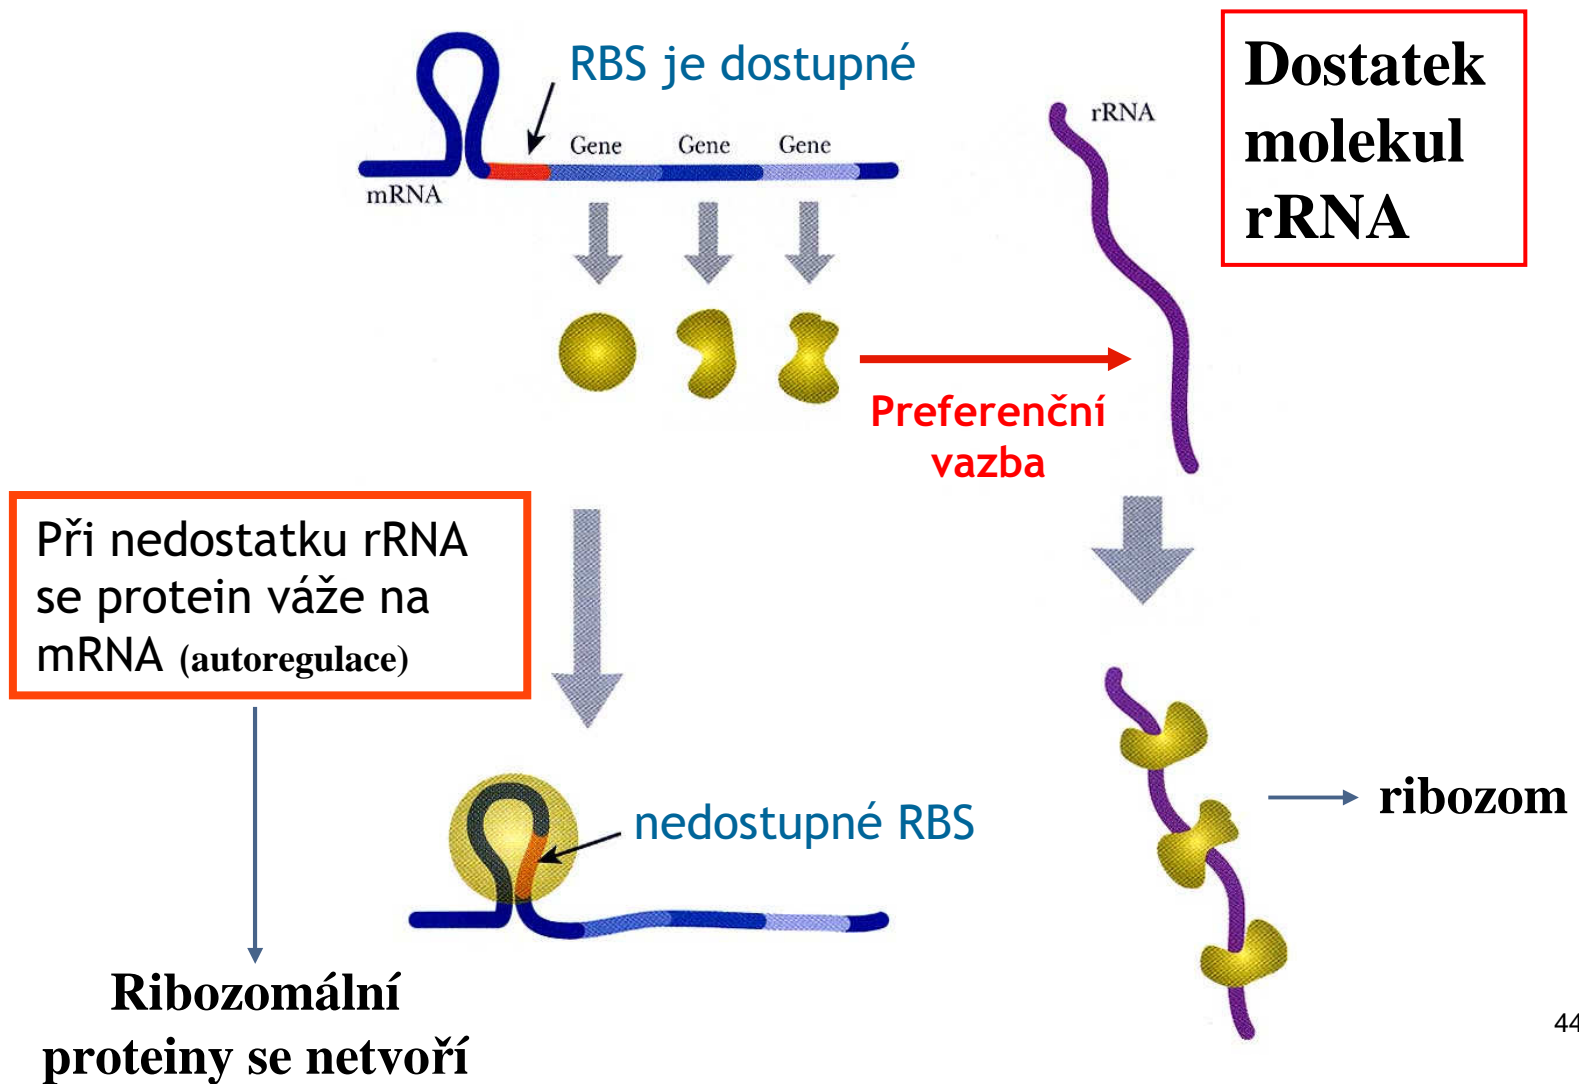 RBS je dostupné
Dostatek
molekul
rRNA
rRNA
Gene Gene Gene
mRNA
Preferenční
vazba
Při nedostatku rRNA
se protein váže na
mRNA (autoregulace)
nedostupné RBS
ribozom
Ribozomální
proteiny se netvoří
44